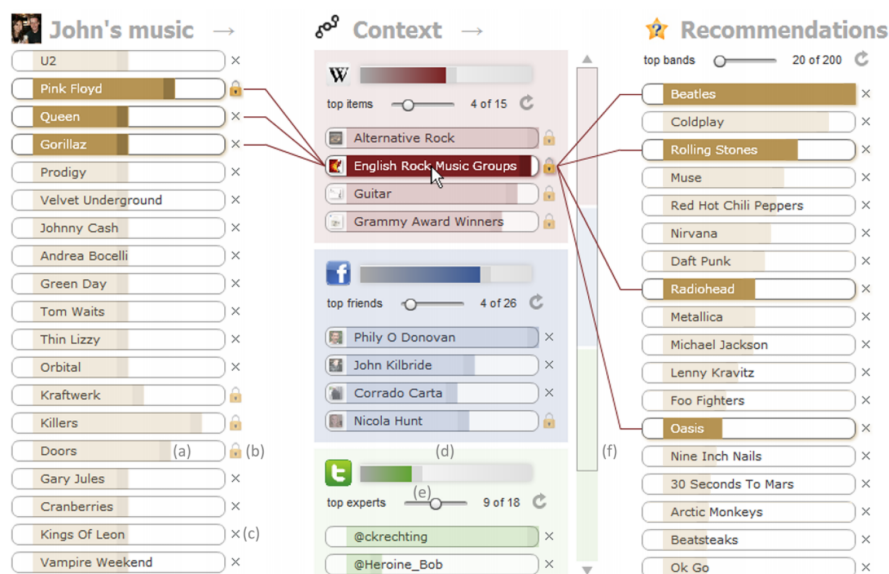 John's music →
U2 ×
Pink Floyd
Queen ×
Gorillaz ×
Prodigy ×
Velvet Underground ×
Johnny Cash ×
Andrea Bocelli ×
Green Day ×
Tom Waits ×
Thin Lizzy ×
Orbital ×
Kraftwerk
Killers
Doors (a) (b)
Gary Jules ×
Cranberries ×
Kings Of Leon × (c)
Vampire Weekend ×
Context →
W
top items 4 of 15
Alternative Rock
English Rock Music Groups
Guitar
Grammy Award Winners
f
top friends 4 of 26
Phily O Donovan ×
John Kilbride ×
Corrado Carta ×
Nicola Hunt
(d) (f)
t
(e)
top experts 9 of 18
@ckrechting ×
@Heroine_Bob ×
? Recommendations
top bands 20 of 200
Beatles ×
Coldplay ×
Rolling Stones ×
Muse ×
Red Hot Chili Peppers ×
Nirvana ×
Daft Punk ×
Radiohead ×
Metallica ×
Michael Jackson ×
Lenny Kravitz ×
Foo Fighters ×
Oasis ×
Nine Inch Nails ×
30 Seconds To Mars ×
Arctic Monkeys ×
Beatsteaks ×
Ok Go ×